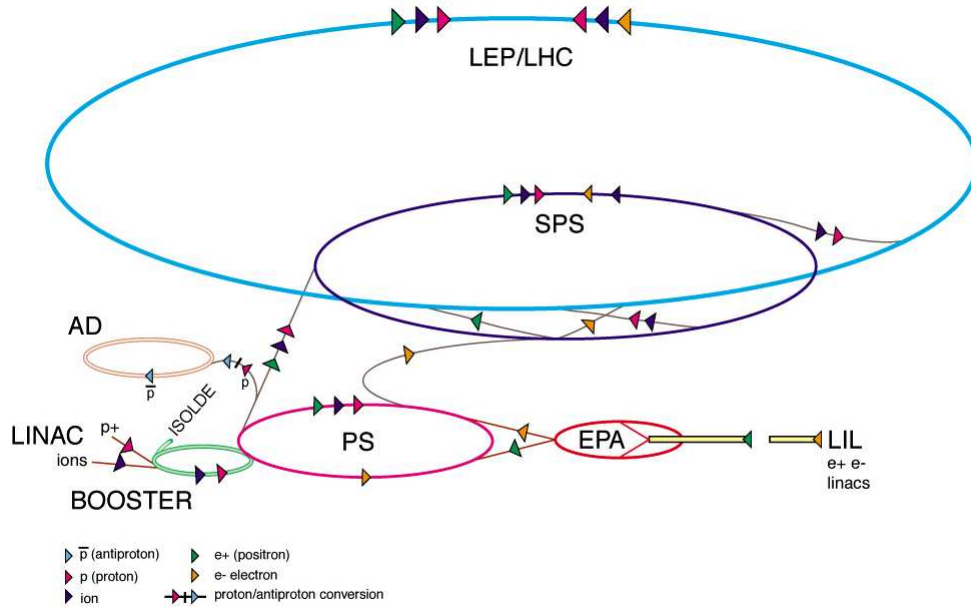 LEP/LHC
SPS
AD
p̅
p
ISOLDE
LINAC
p+
ions
BOOSTER
PS
EPA
LIL
e+ e-
linacs
p̅ (antiproton)
e+ (positron)
p (proton)
e- electron
ion
proton/antiproton conversion